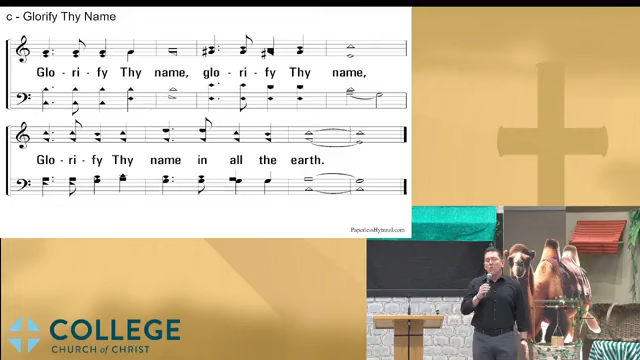 c - Glorify Thy Name
Glo - ri - fy Thy name, glo - ri - fy Thy name,
Glo - ri - fy Thy name in all the earth.
PaperlessHymnal.com
COLLEGE
CHURCH of CHRIST